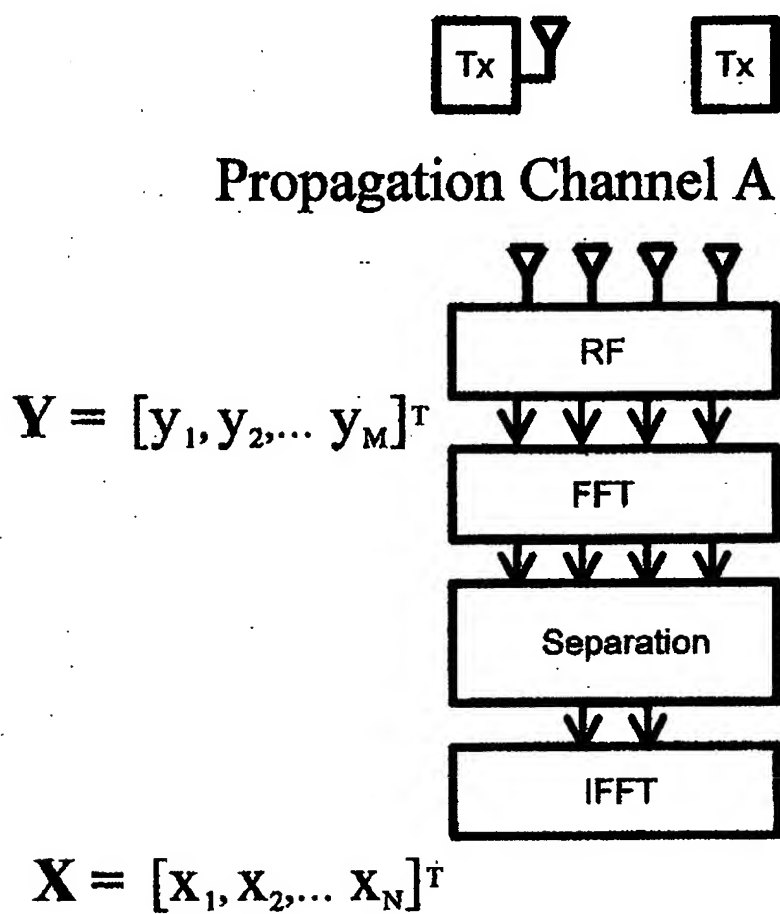 Tx Tx
Propagation Channel A
RF
Y = [y₁, y₂,... y_M]ᵀ
FFT
Separation
IFFT
X = [x₁, x₂,... x_N]ᵀ